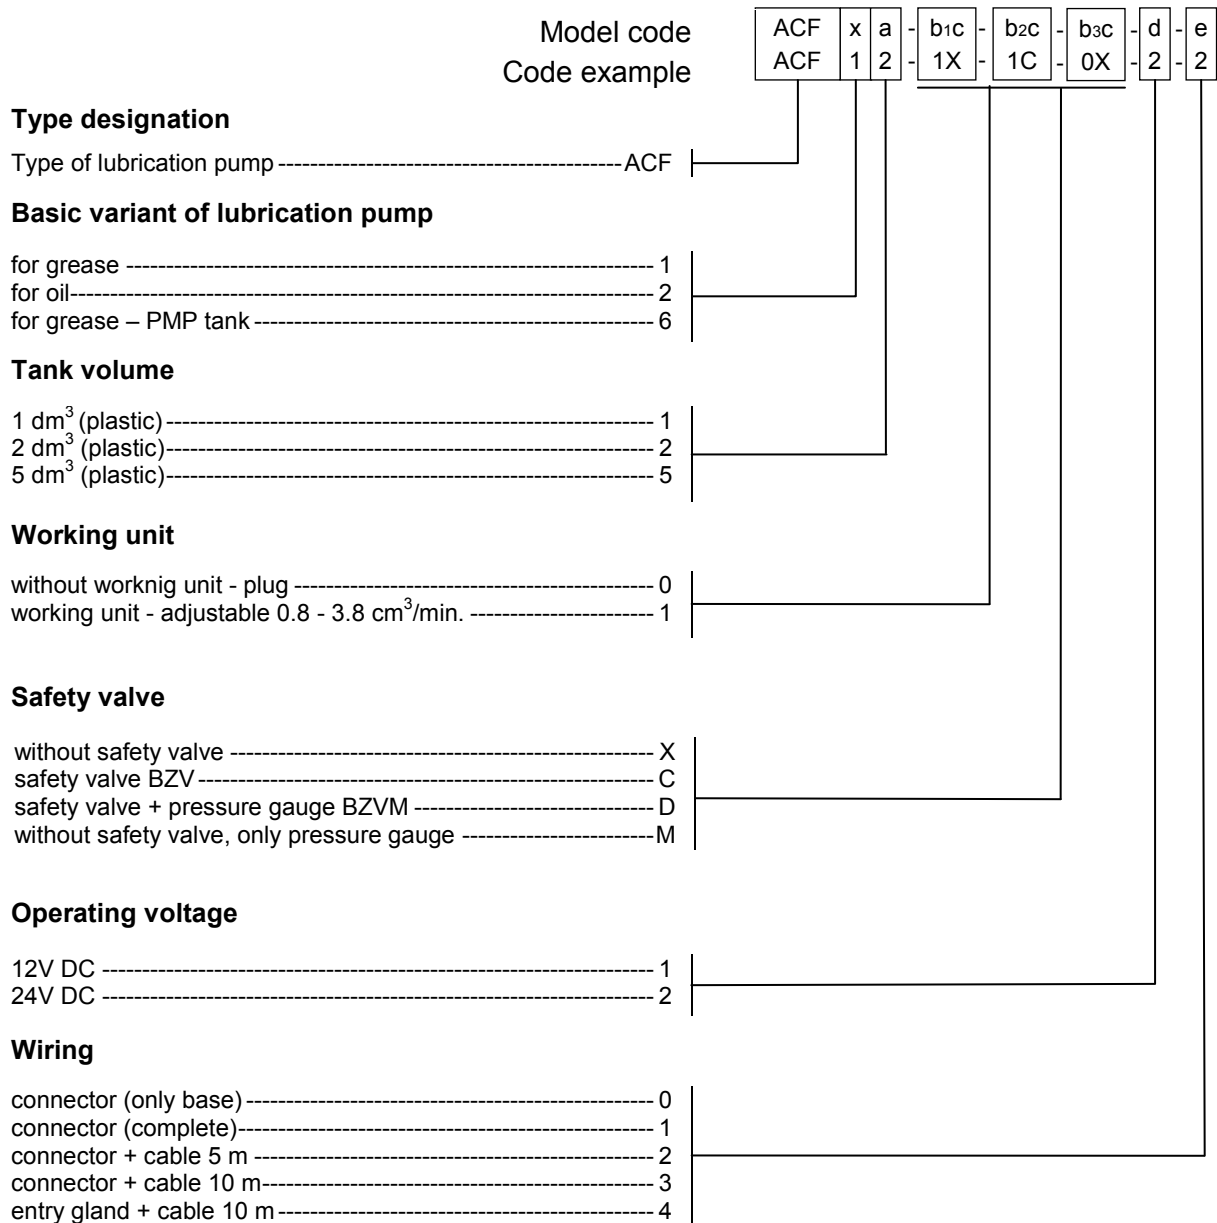 Model code ACF x a - b1c - b2c - b3c - d - e
Code example ACF 1 2 - 1X - 1C - 0X - 2 - 2
Type designation
Type of lubrication pump ------------------------------------------- ACF
Basic variant of lubrication pump
for grease ------------------------------------------------------------------ 1
for oil------------------------------------------------------------------------- 2
for grease – PMP tank -------------------------------------------------- 6
Tank volume
1 dm³ (plastic)------------------------------------------------------------- 1
2 dm³ (plastic)------------------------------------------------------------- 2
5 dm³ (plastic)------------------------------------------------------------- 5
Working unit
without worknig unit - plug --------------------------------------------- 0
working unit - adjustable 0.8 - 3.8 cm³/min. ----------------------- 1
Safety valve
without safety valve ----------------------------------------------------- X
safety valve BZV --------------------------------------------------------- C
safety valve + pressure gauge BZVM ------------------------------ D
without safety valve, only pressure gauge ------------------------ M
Operating voltage
12V DC --------------------------------------------------------------------- 1
24V DC --------------------------------------------------------------------- 2
Wiring
connector (only base) --------------------------------------------------- 0
connector (complete)---------------------------------------------------- 1
connector + cable 5 m -------------------------------------------------- 2
connector + cable 10 m------------------------------------------------- 3
entry gland + cable 10 m ----------------------------------------------- 4